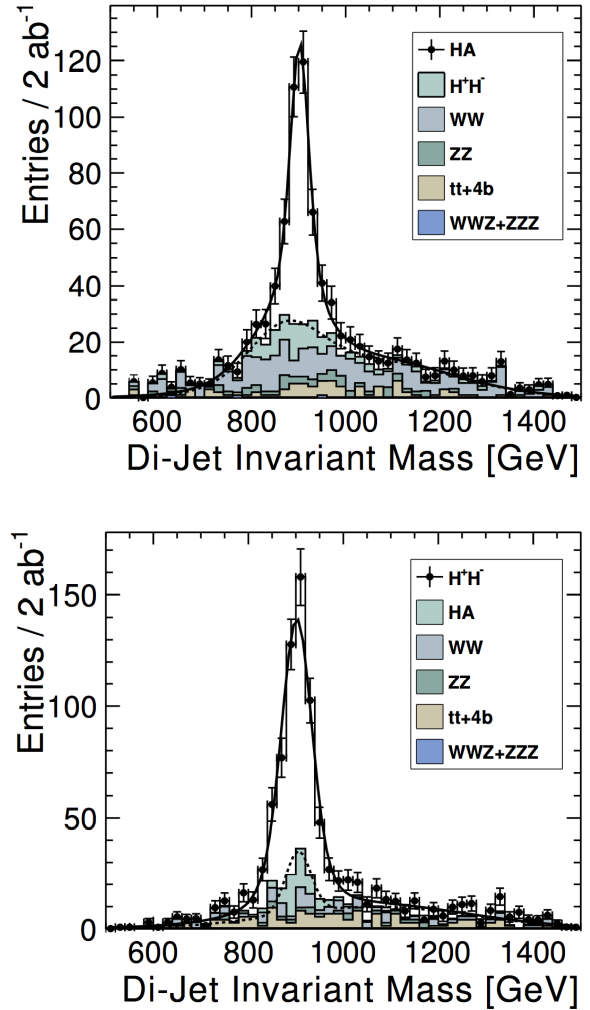 Entries / 2 ab⁻¹
120
100
80
60
40
20
0
HA
H⁺H⁻
WW
ZZ
tt+4b
WWZ+ZZZ
600 800 1000 1200 1400
Di-Jet Invariant Mass [GeV]
Entries / 2 ab⁻¹
150
100
50
0
H⁺H⁻
HA
WW
ZZ
tt+4b
WWZ+ZZZ
600 800 1000 1200 1400
Di-Jet Invariant Mass [GeV]